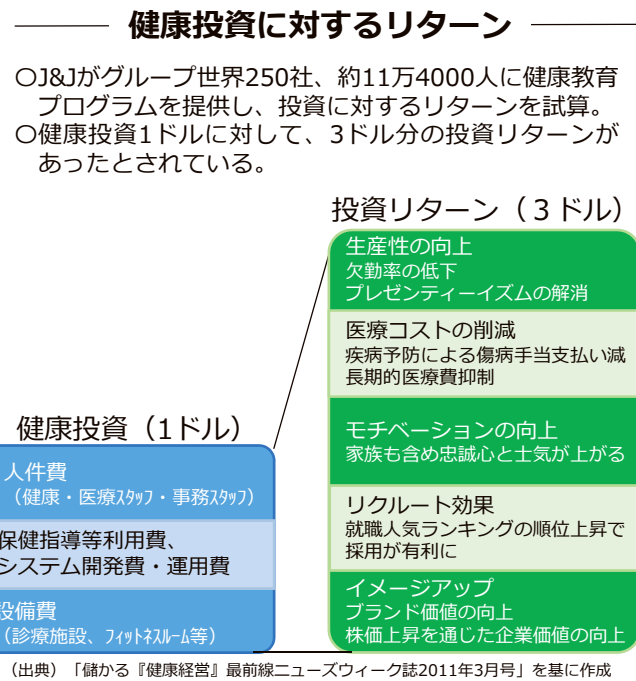 健康投資に対するリターン
○J&Jがグループ世界250社、約11万4000人に健康教育
プログラムを提供し、投資に対するリターンを試算。
○健康投資1ドルに対して、3ドル分の投資リターンが
あったとされている。
投資リターン（３ドル）
生産性の向上
欠勤率の低下
プレゼンティーイズムの解消
医療コストの削減
疾病予防による傷病手当支払い減
長期的医療費抑制
モチベーションの向上
家族も含め忠誠心と士気が上がる
リクルート効果
就職人気ランキングの順位上昇で
採用が有利に
イメージアップ
ブランド価値の向上
株価上昇を通じた企業価値の向上
健康投資（1ドル）
人件費
（健康・医療ｽﾀｯﾌ・事務ｽﾀｯﾌ）
保健指導等利用費、
システム開発費・運用費
設備費
（診療施設、ﾌｨｯﾄﾈｽﾙｰﾑ等）
（出典）「儲かる『健康経営』最前線ニューズウィーク誌2011年3月号」を基に作成